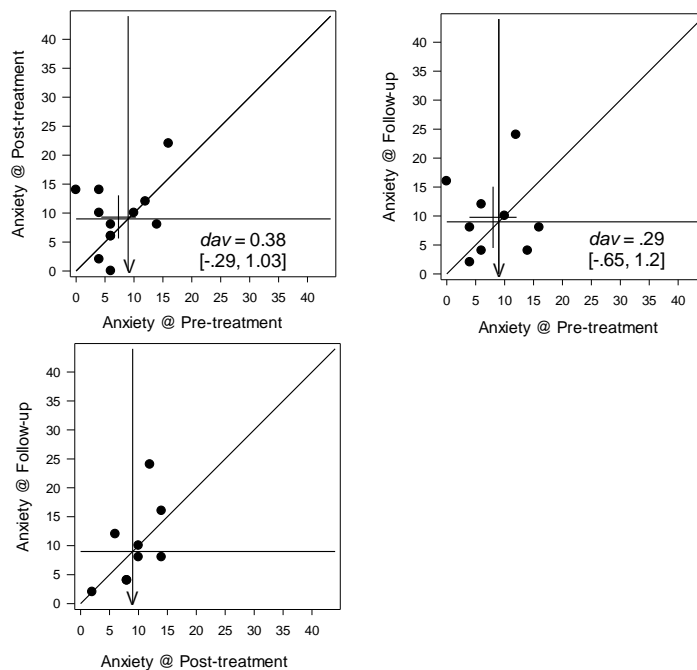 Anxiety @ Post-treatment
40
35
30
25
20
15
10
5
0
0 5 10 15 20 25 30 35 40
Anxiety @ Pre-treatment
dav = 0.38
[-.29, 1.03]
Anxiety @ Follow-up
40
35
30
25
20
15
10
5
0
0 5 10 15 20 25 30 35 40
Anxiety @ Pre-treatment
dav = .29
[-.65, 1.2]
Anxiety @ Follow-up
40
35
30
25
20
15
10
5
0
0 5 10 15 20 25 30 35 40
Anxiety @ Post-treatment